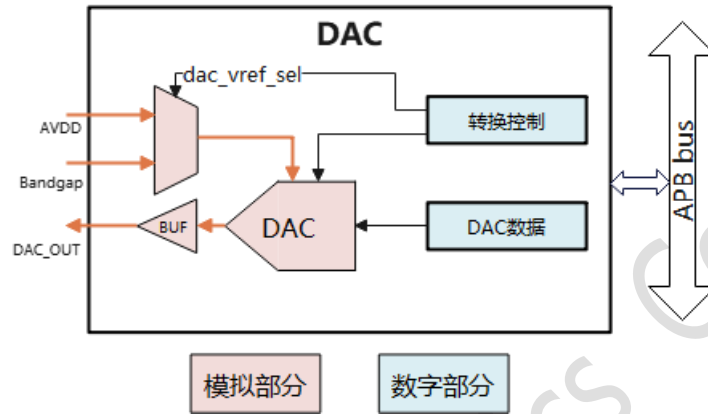 DAC
dac_vref_sel
AVDD
转换控制
Bandgap
APB bus
BUF
DAC
DAC数据
DAC_OUT
模拟部分
数字部分